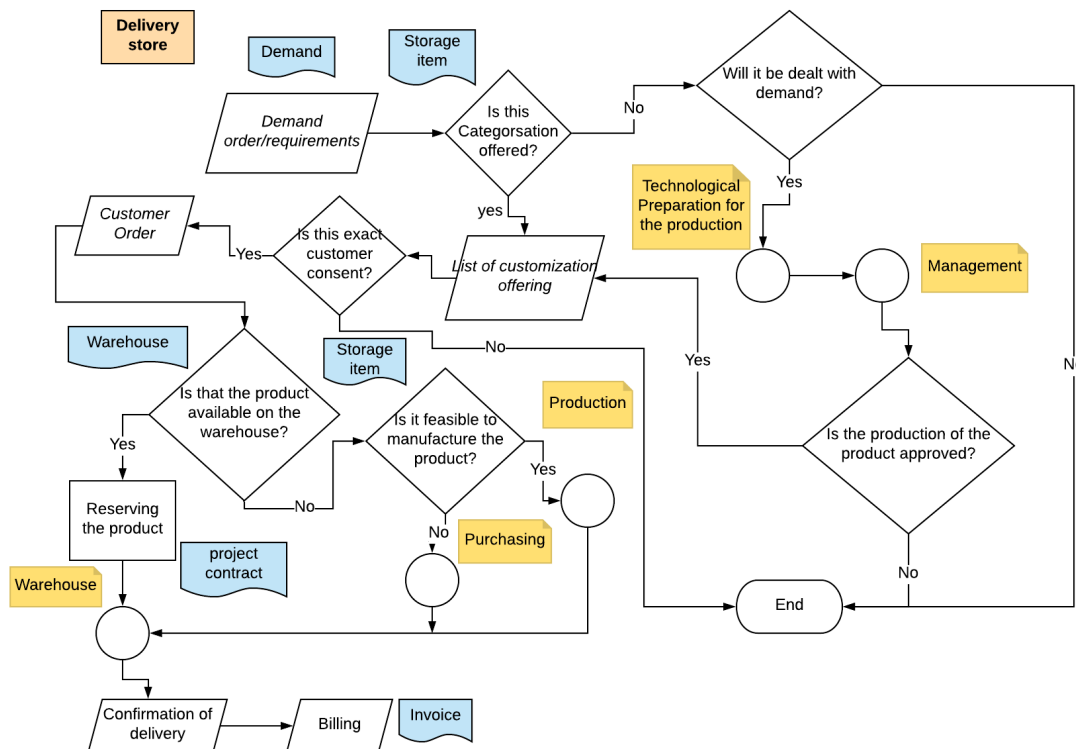 Delivery
store
Demand
Storage
item
Demand
order/requirements
Is this
Categorsation
offered?
No
Will it be dealt with
demand?
Yes
yes
Technological
Preparation for
the production
Management
Customer
Order
Yes
Is this exact
customer
consent?
List of customization
offering
No
Yes
No
Warehouse
Storage
item
Is that the product
available on the
warehouse?
Is it feasible to
manufacture the
product?
Production
Is the production of the
product approved?
Yes
Yes
No
No
Reserving
the product
Purchasing
project
contract
Warehouse
No
End
Confirmation of
delivery
Billing
Invoice